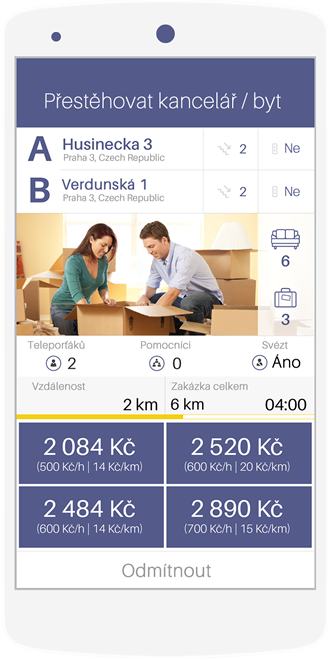 Přestěhovat kancelář / byt
A Husinecka 3 2 Ne
Praha 3, Czech Republic
B Verdunská 1 2 Ne
Praha 3, Czech Republic
6
3
Teleporťáků Pomocníci Svézt
2 0 Áno
Vzdálenost Zakázka celkem
2 km 6 km 04:00
2 084 Kč 2 520 Kč
(500 Kč/h | 14 Kč/km) (600 Kč/h | 20 Kč/km)
2 484 Kč 2 890 Kč
(600 Kč/h | 14 Kč/km) (700 Kč/h | 15 Kč/km)
Odmítnout